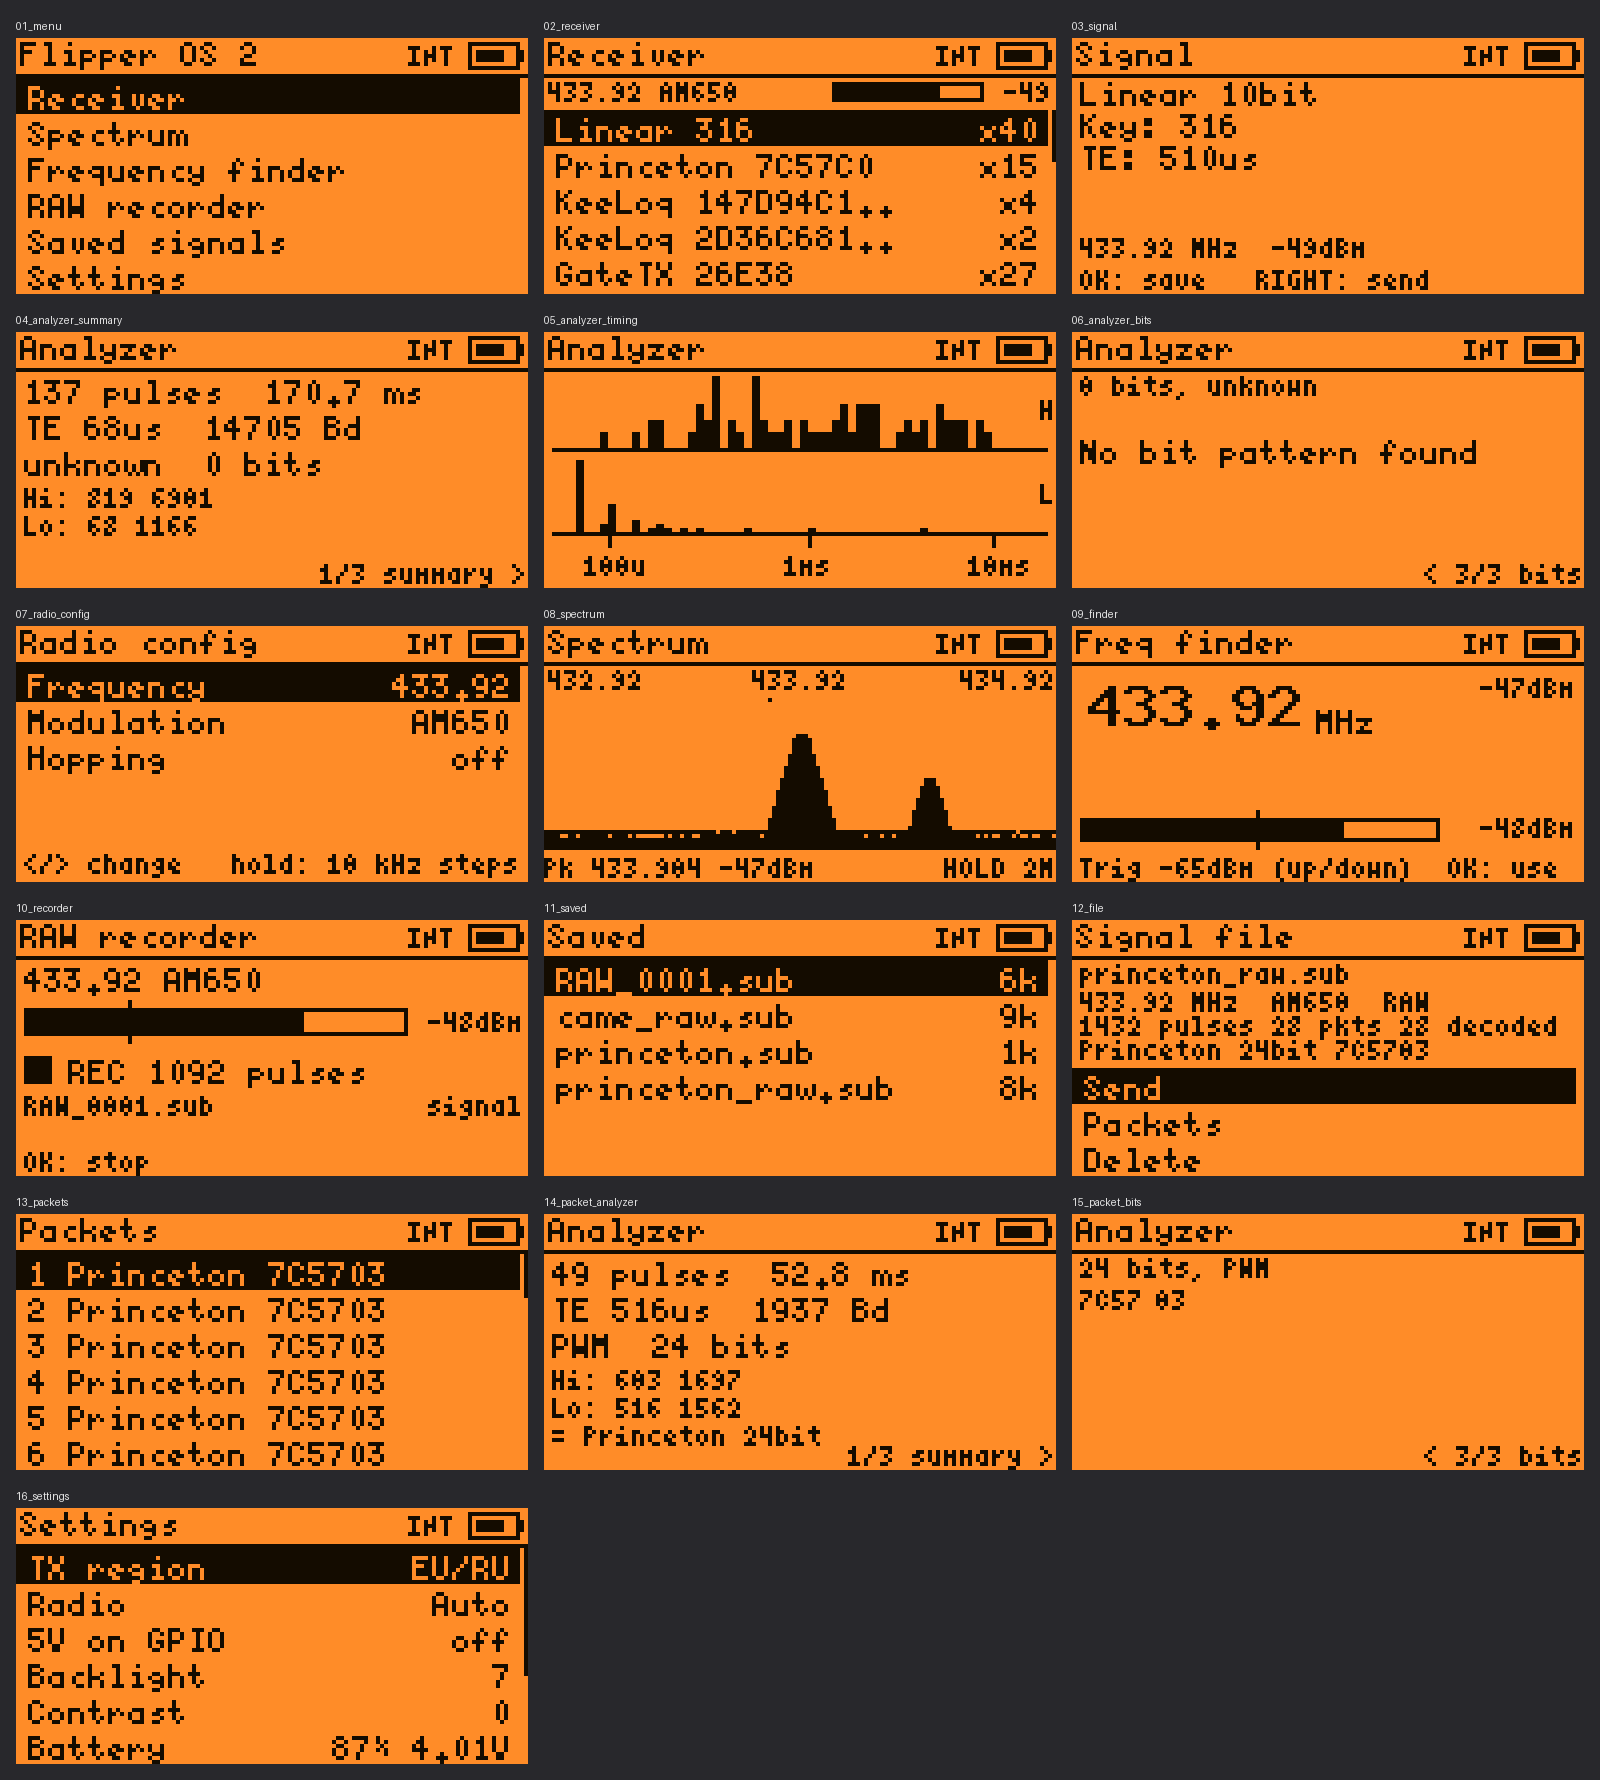 01_menu
Flipper OS 2 INT
Receiver
Spectrum
Frequency finder
RAW recorder
Saved signals
Settings
02_receiver
Receiver INT
433.92 AM650 -49
Linear 316 x40
Princeton 7C57C0 x15
KeeLoq 147D94C1.. x4
KeeLoq 2D36C681.. x2
GateTX 26E38 x27
03_signal
Signal INT
Linear 10bit
Key: 316
TE: 510us
433.92 MHz -49dBm
OK: save RIGHT: send
04_analyzer_summary
Analyzer INT
137 pulses 170.7 ms
TE 68us 14705 Bd
unknown 0 bits
Hi: 819 6901
Lo: 68 1166
1/3 summary >
05_analyzer_timing
Analyzer INT
H
L
100u 1ms 10ms
06_analyzer_bits
Analyzer INT
0 bits, unknown
No bit pattern found
< 3/3 bits
07_radio_config
Radio config INT
Frequency 433.92
Modulation AM650
Hopping off
</> change hold: 10 kHz steps
08_spectrum
Spectrum INT
432.92 433.92 434.92
Pk 433.904 -47dBm HOLD 2M
09_finder
Freq finder INT
433.92 MHz -47dBm
-48dBm
Trig -65dBm (up/down) OK: use
10_recorder
RAW recorder INT
433.92 AM650
-48dBm
REC 1092 pulses
RAW_0001.sub signal
OK: stop
11_saved
Saved INT
RAW_0001.sub 6k
came_raw.sub 9k
princeton.sub 1k
princeton_raw.sub 8k
12_file
Signal file INT
princeton_raw.sub
433.92 MHz AM650 RAW
1432 pulses 28 pkts 28 decoded
Princeton 24bit 7C5703
Send
Packets
Delete
13_packets
Packets INT
1 Princeton 7C5703
2 Princeton 7C5703
3 Princeton 7C5703
4 Princeton 7C5703
5 Princeton 7C5703
6 Princeton 7C5703
14_packet_analyzer
Analyzer INT
49 pulses 52.8 ms
TE 516us 1937 Bd
PWM 24 bits
Hi: 603 1697
Lo: 516 1562
= Princeton 24bit
1/3 summary >
15_packet_bits
Analyzer INT
24 bits, PWM
7C57 03
< 3/3 bits
16_settings
Settings INT
TX region EU/RU
Radio Auto
5V on GPIO off
Backlight 7
Contrast 0
Battery 87% 4.01V